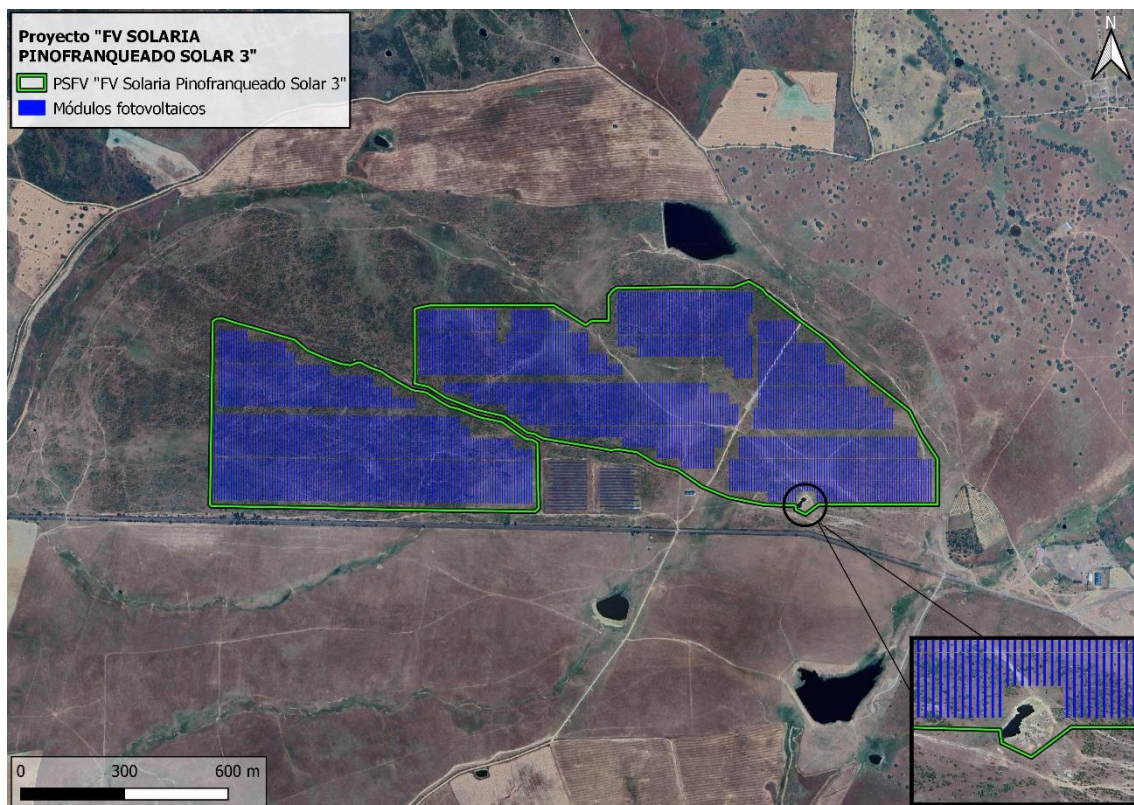 Proyecto "FV SOLARIA
PINOFRANQUEADO SOLAR 3"
PSFV "FV Solaria Pinofranqueado Solar 3"
Módulos fotovoltaicos
N
0 300 600 m